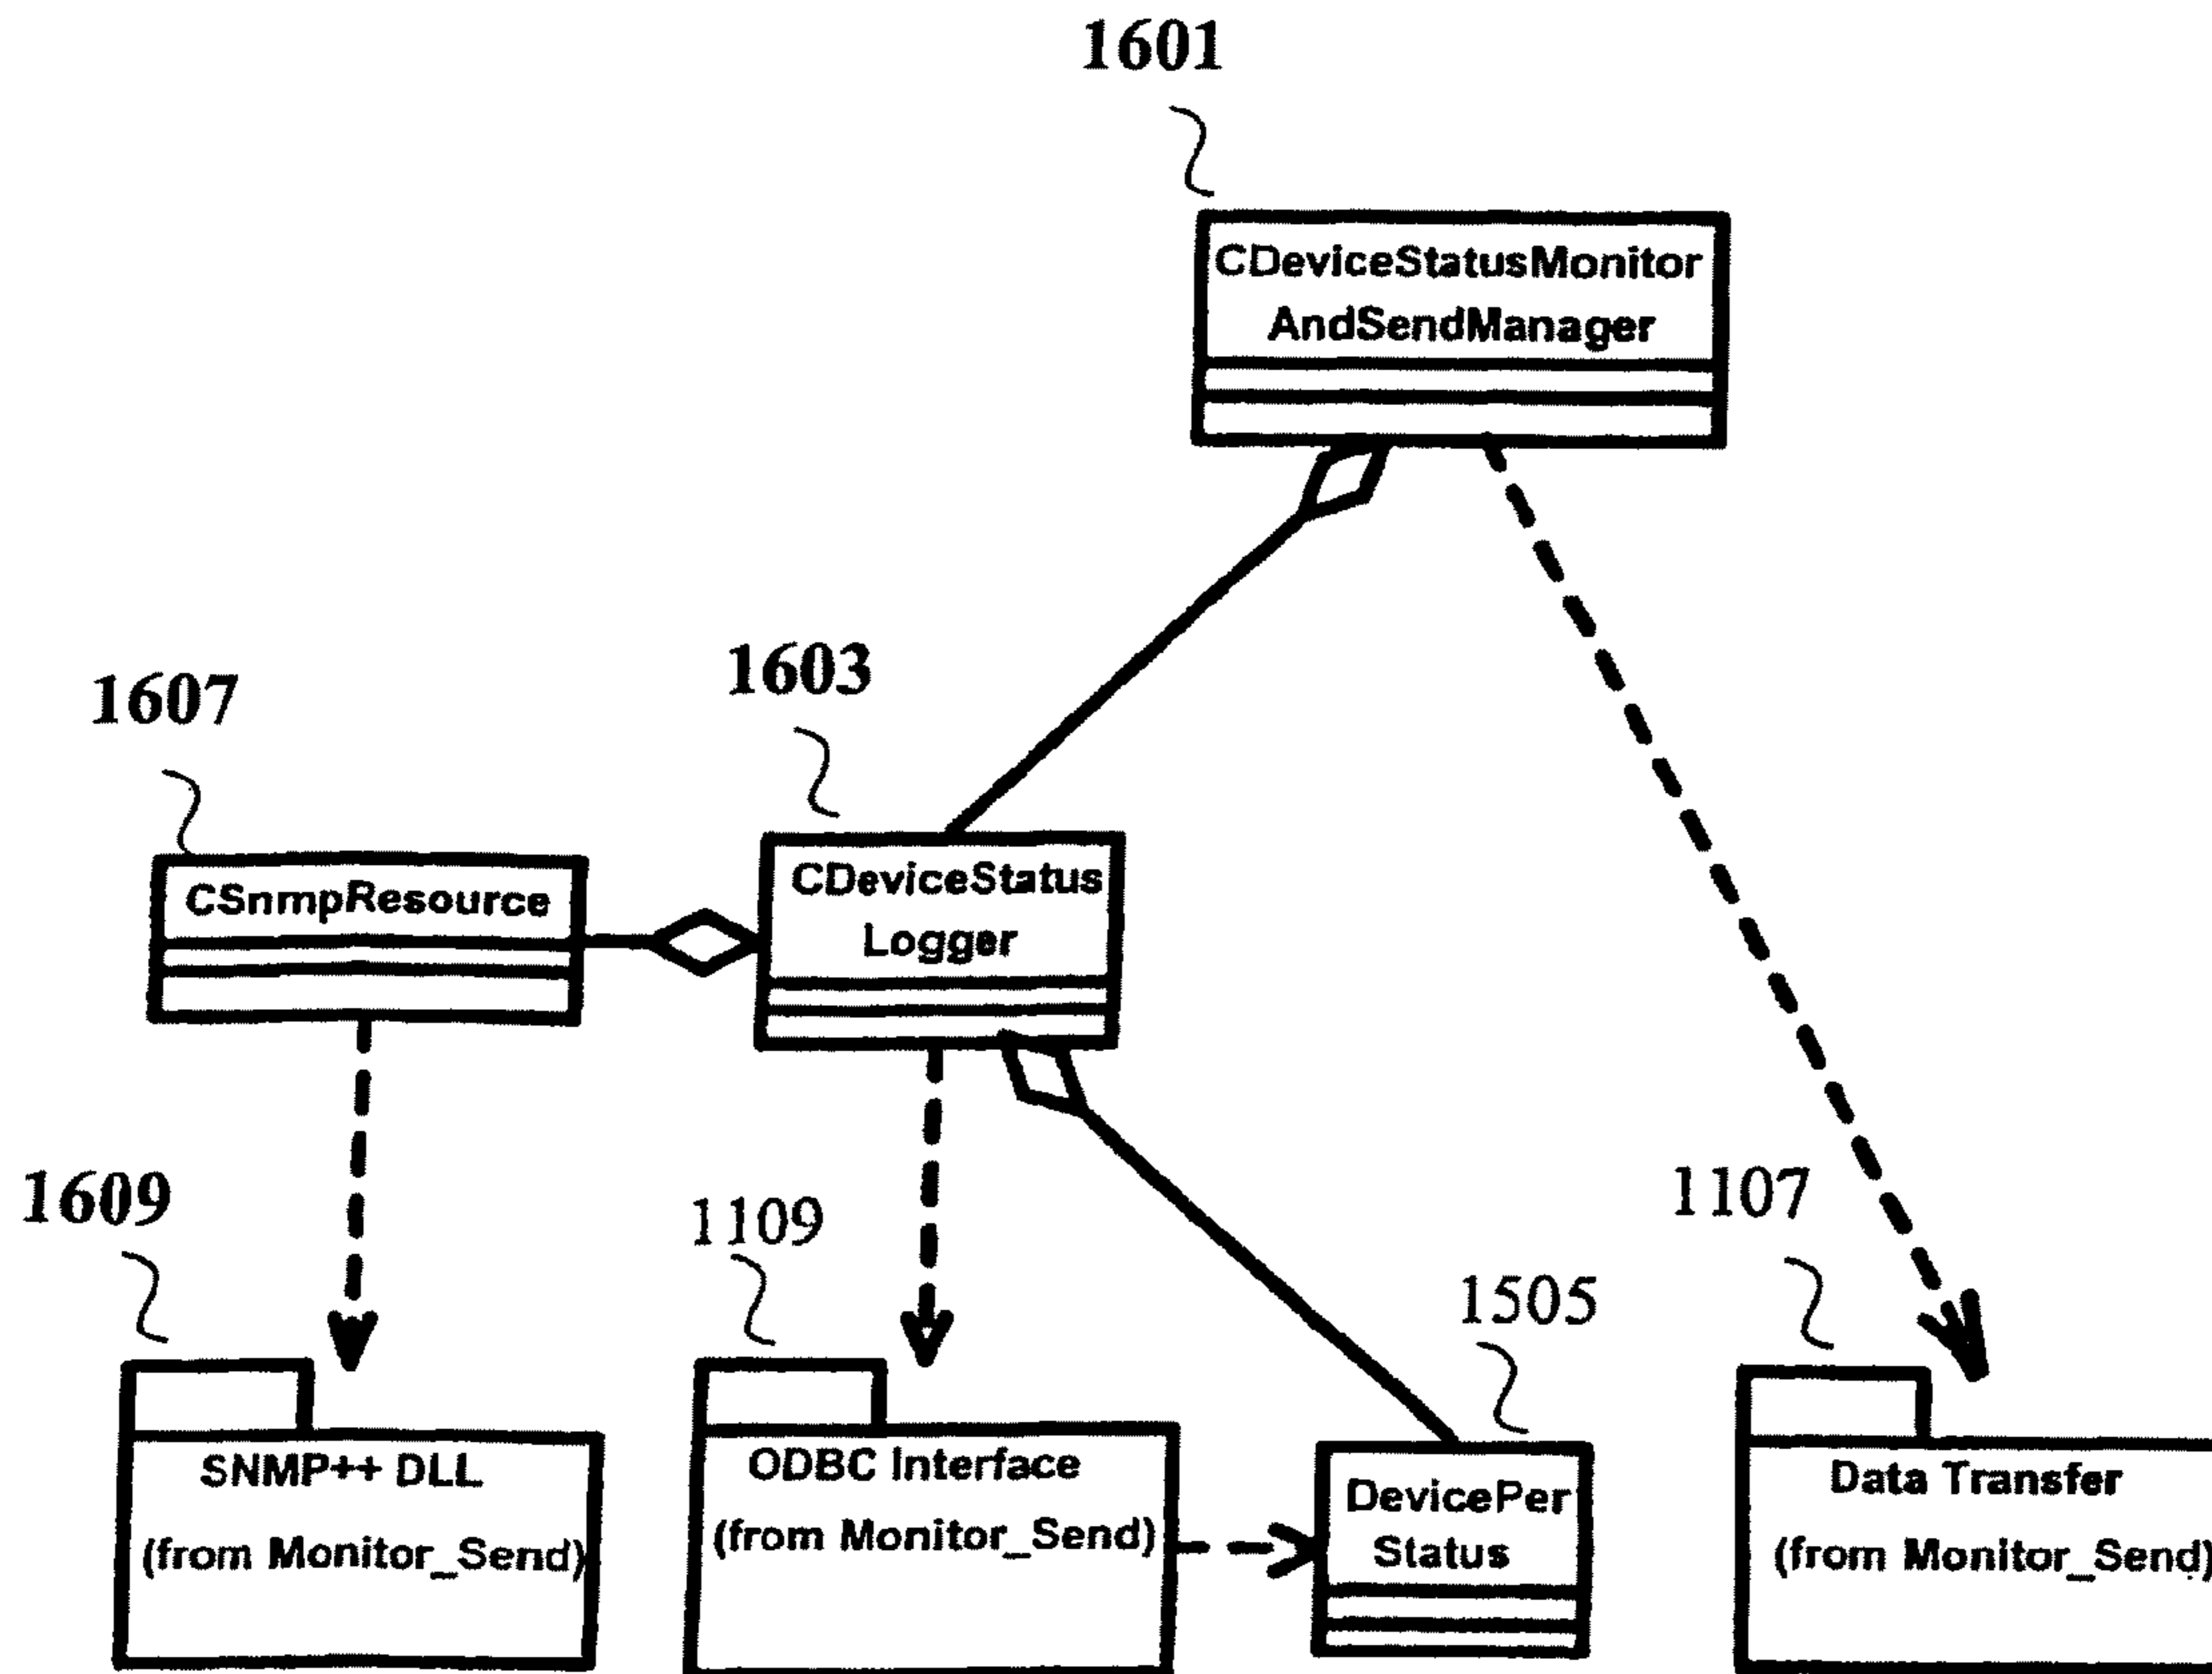 1601
CDeviceStatusMonitor
AndSendManager
1607
1603
CSnmpResource
CDeviceStatus
Logger
1609
1109
1505
1107
SNMP++ DLL
(from Monitor_Send)
ODBC Interface
(from Monitor_Send)
DevicePer
Status
Data Transfer
(from Monitor_Send)